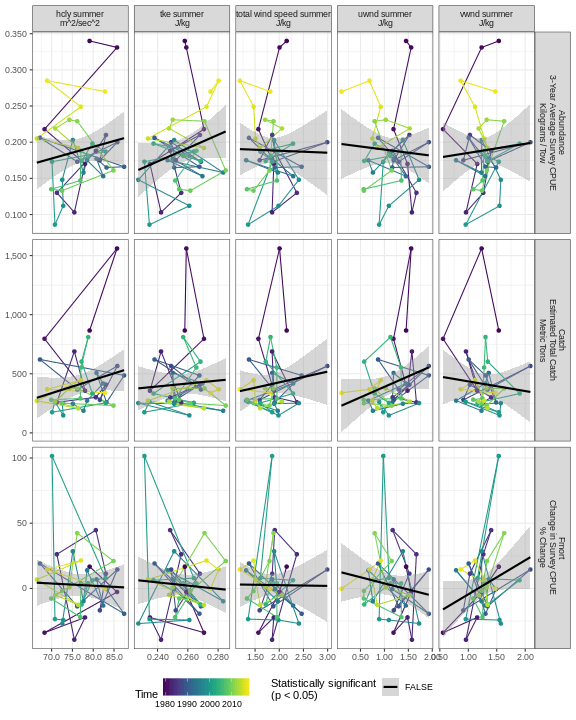 hcly summer
m^2/sec^2
tke summer
J/kg
total wind speed summer
J/kg
uwnd summer
J/kg
vwnd summer
J/kg
0.350
0.300
0.250
0.200
0.150
0.100
Abundance
3-Year Average Survey CPUE
Kilograms / Tow
1,500
1,000
500
0
Catch
Estimated Total Catch
Metric Tons
100
50
0
Fmort
Change in Survey CPUE
% Change
70.0 75.0 80.0 85.0
0.240 0.260 0.280
1.50 2.00 2.50 3.00
0.50 1.00 1.50 2.00
0.50 1.00 1.50 2.00
Time
1980 1990 2000 2010
Statistically significant
(p < 0.05)
FALSE